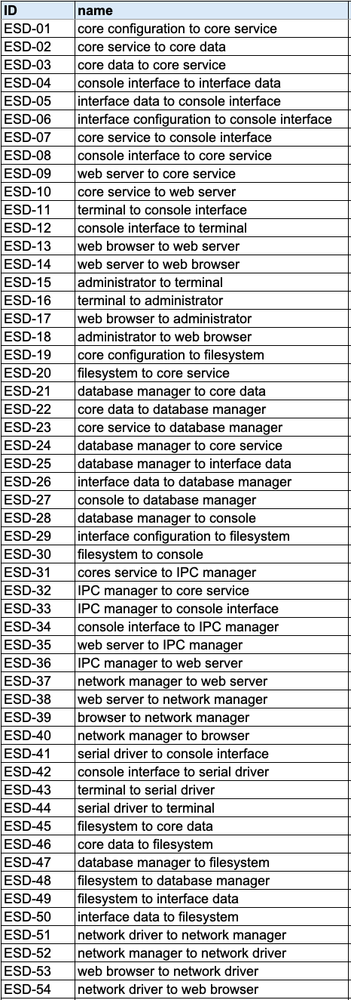 ID name
ESD-01 core configuration to core service
ESD-02 core service to core data
ESD-03 core data to core service
ESD-04 console interface to interface data
ESD-05 interface data to console interface
ESD-06 interface configuration to console interface
ESD-07 core service to console interface
ESD-08 console interface to core service
ESD-09 web server to core service
ESD-10 core service to web server
ESD-11 terminal to console interface
ESD-12 console interface to terminal
ESD-13 web browser to web server
ESD-14 web server to web browser
ESD-15 administrator to terminal
ESD-16 terminal to administrator
ESD-17 web browser to administrator
ESD-18 administrator to web browser
ESD-19 core configuration to filesystem
ESD-20 filesystem to core service
ESD-21 database manager to core data
ESD-22 core data to database manager
ESD-23 core service to database manager
ESD-24 database manager to core service
ESD-25 database manager to interface data
ESD-26 interface data to database manager
ESD-27 console to database manager
ESD-28 database manager to console
ESD-29 interface configuration to filesystem
ESD-30 filesystem to console
ESD-31 cores service to IPC manager
ESD-32 IPC manager to core service
ESD-33 IPC manager to console interface
ESD-34 console interface to IPC manager
ESD-35 web server to IPC manager
ESD-36 IPC manager to web server
ESD-37 network manager to web server
ESD-38 web server to network manager
ESD-39 browser to network manager
ESD-40 network manager to browser
ESD-41 serial driver to console interface
ESD-42 console interface to serial driver
ESD-43 terminal to serial driver
ESD-44 serial driver to terminal
ESD-45 filesystem to core data
ESD-46 core data to filesystem
ESD-47 database manager to filesystem
ESD-48 filesystem to database manager
ESD-49 filesystem to interface data
ESD-50 interface data to filesystem
ESD-51 network driver to network manager
ESD-52 network manager to network driver
ESD-53 web browser to network driver
ESD-54 network driver to web browser